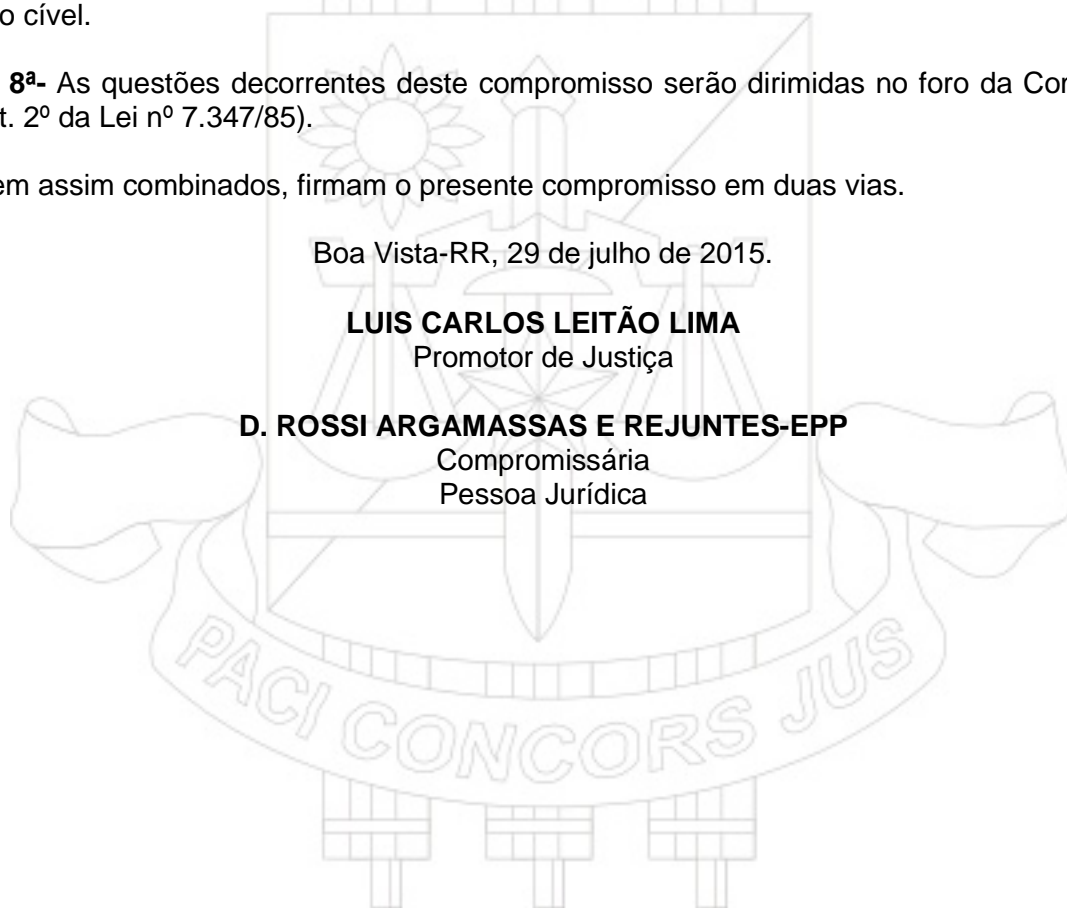 o cível.
8ª- As questões decorrentes deste compromisso serão dirimidas no foro da Co
t. 2º da Lei nº 7.347/85).
em assim combinados, firmam o presente compromisso em duas vias.
Boa Vista-RR, 29 de julho de 2015.
LUIS CARLOS LEITÃO LIMA
Promotor de Justiça
D. ROSSI ARGAMASSAS E REJUNTES-EPP
Compromissária
Pessoa Jurídica
PACI CONCORS JUS